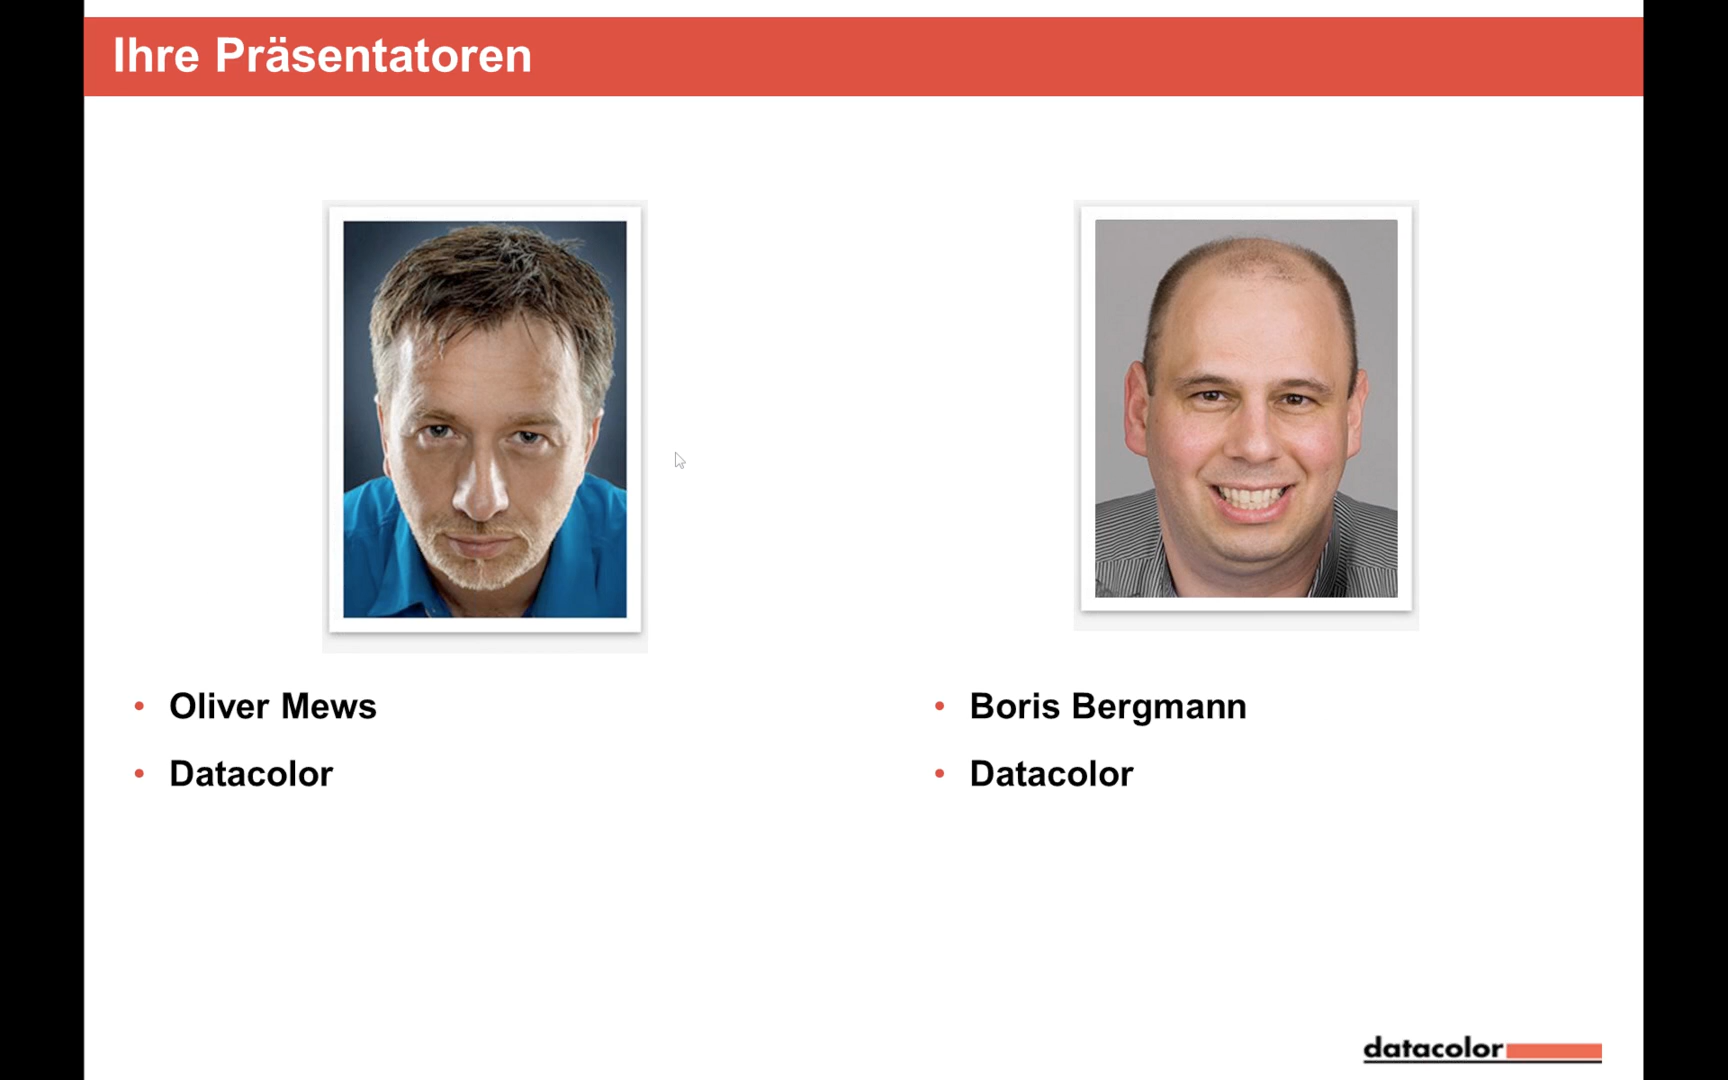 Ihre Präsentatoren
Oliver Mews
Datacolor
Boris Bergmann
Datacolor
datacolor